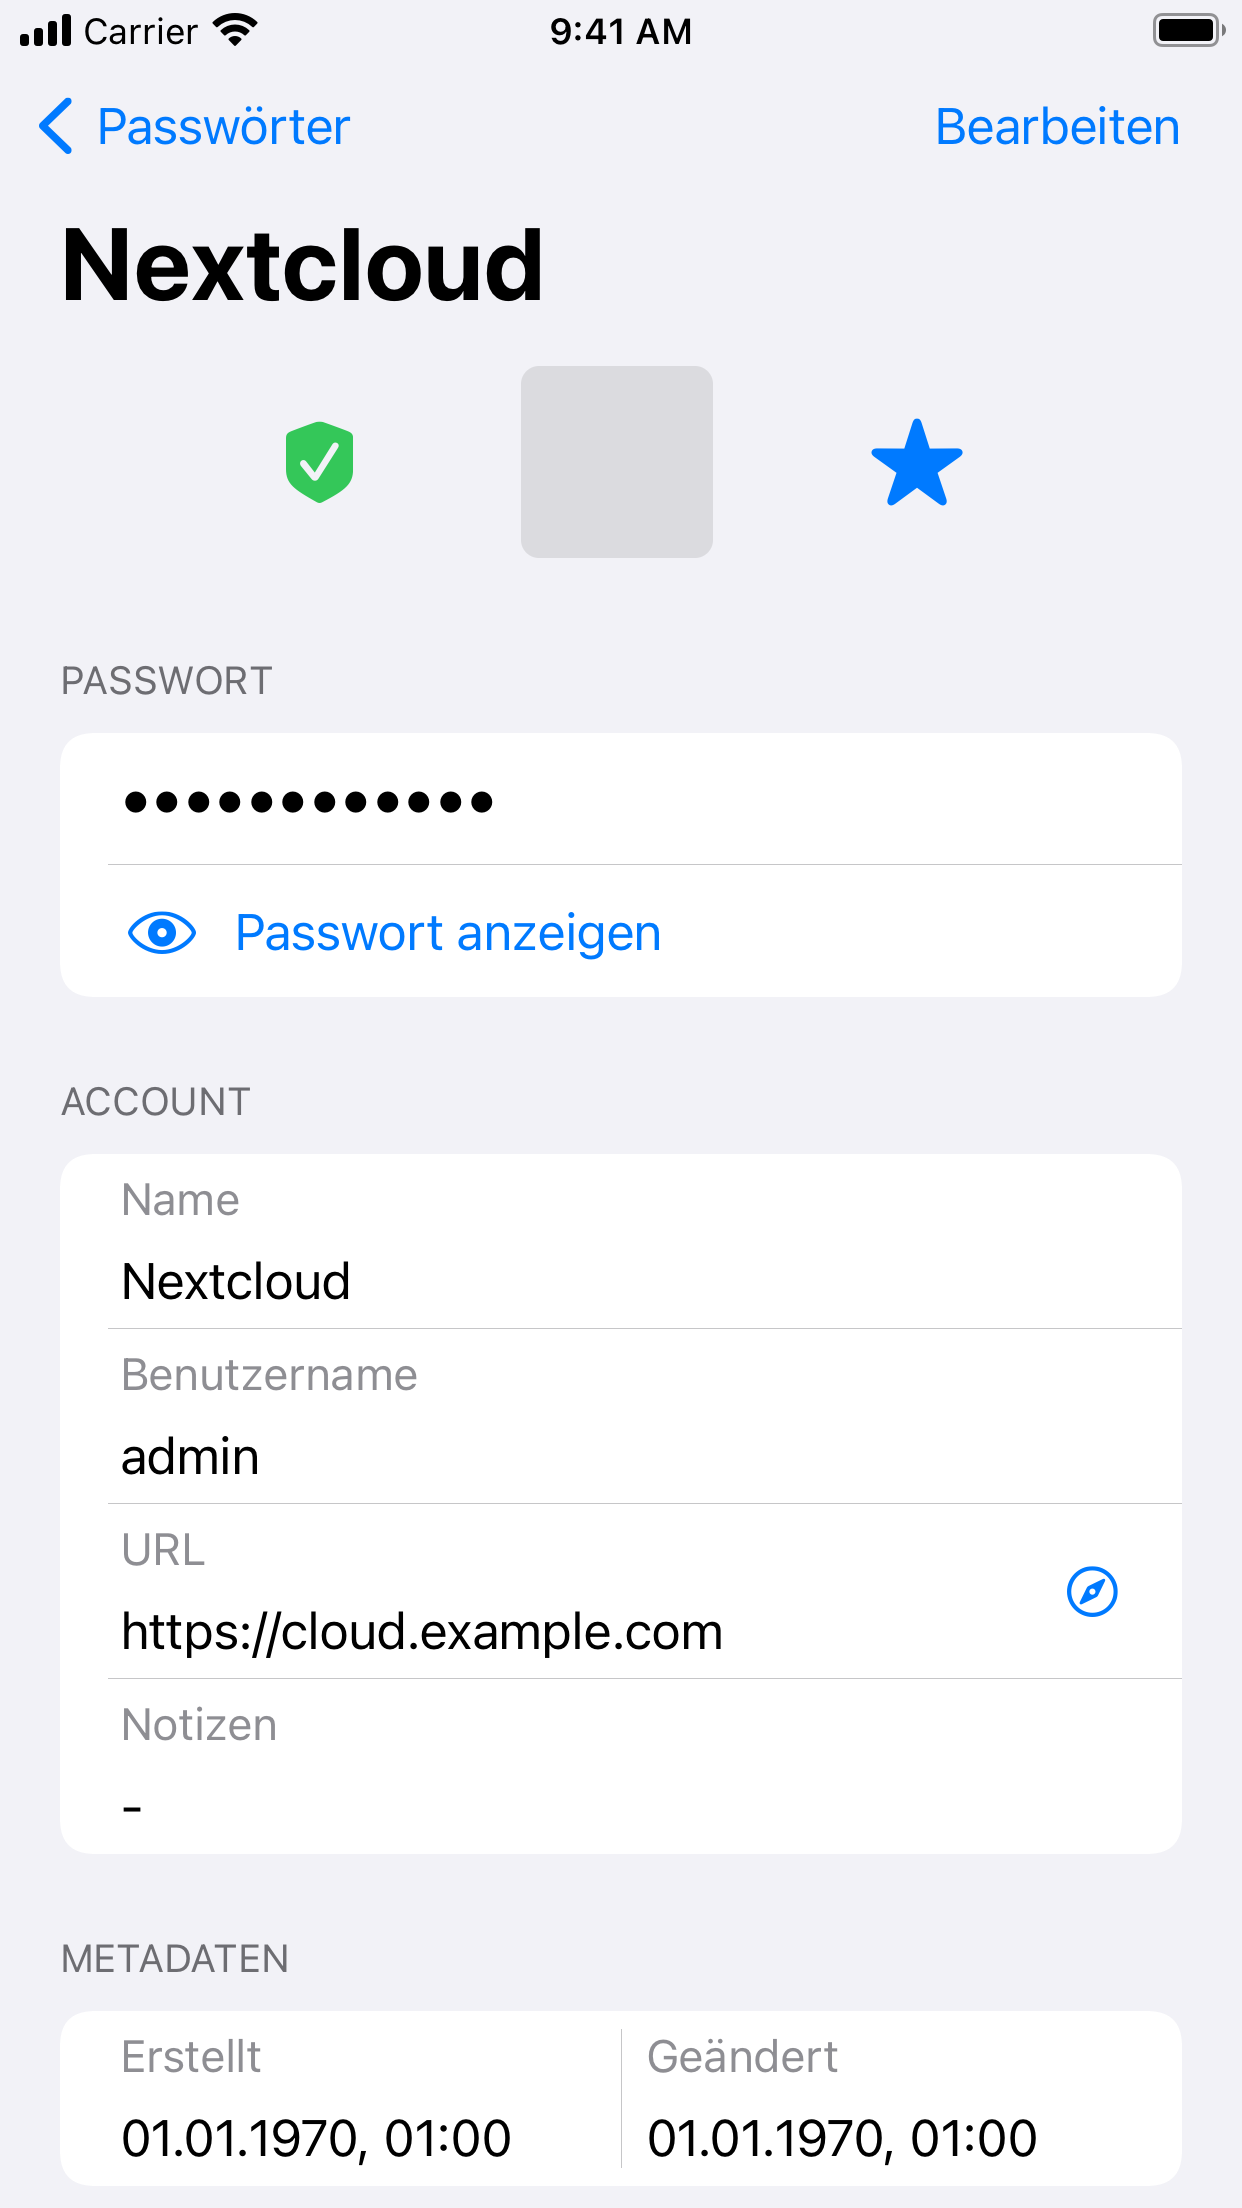 Carrier 9:41 AM
Passwörter Bearbeiten
Nextcloud
PASSWORT
••••••••••••
Passwort anzeigen
ACCOUNT
Name
Nextcloud
Benutzername
admin
URL
https://cloud.example.com
Notizen
-
METADATEN
Erstellt Geändert
01.01.1970, 01:00 01.01.1970, 01:00